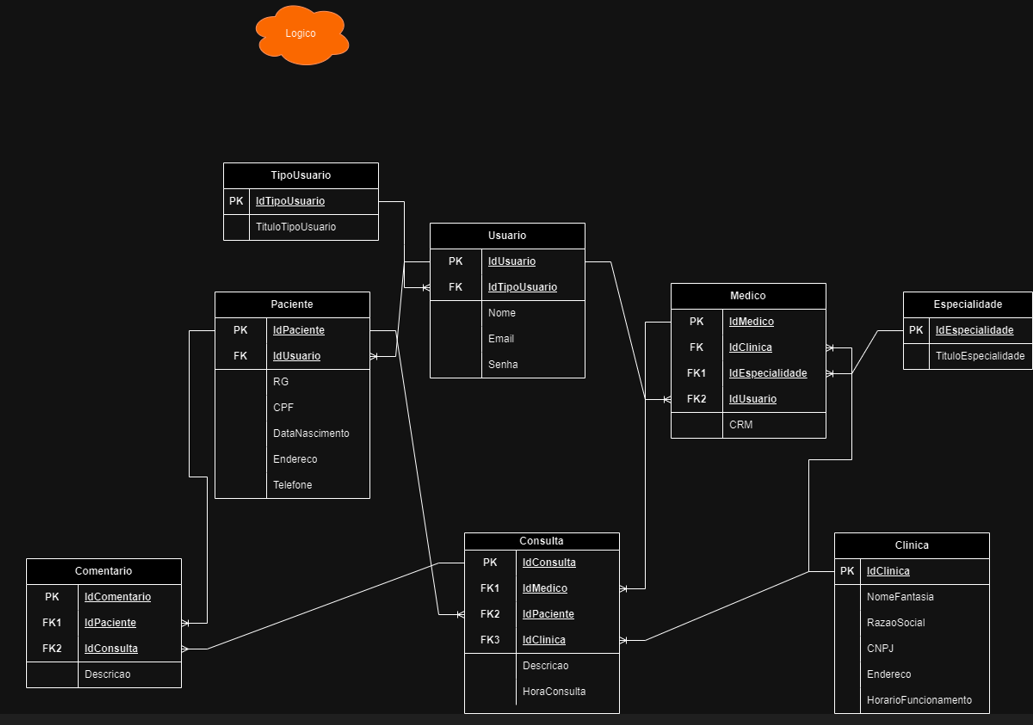 Logico
TipoUsuario
PK IdTipoUsuario
TituloTipoUsuario
Usuario
PK IdUsuario
FK IdTipoUsuario
Nome
Email
Senha
Paciente
PK IdPaciente
FK IdUsuario
RG
CPF
DataNascimento
Endereco
Telefone
Medico
PK IdMedico
FK IdClinica
FK1 IdEspecialidade
FK2 IdUsuario
CRM
Especialidade
PK IdEspecialidade
TituloEspecialidade
Comentario
PK IdComentario
FK1 IdPaciente
FK2 IdConsulta
Descricao
Consulta
PK IdConsulta
FK1 IdMedico
FK2 IdPaciente
FK3 IdClinica
Descricao
HoraConsulta
Clinica
PK IdClinica
NomeFantasia
RazaoSocial
CNPJ
Endereco
HorarioFuncionamento